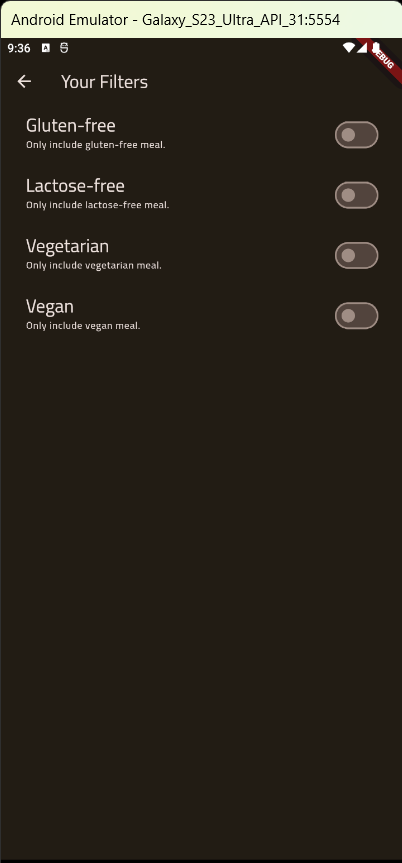 Android Emulator - Galaxy_S23_Ultra_API_31:5554
9:36 A
DEBUG
Your Filters
Gluten-free
Only include gluten-free meal.
Lactose-free
Only include lactose-free meal.
Vegetarian
Only include vegetarian meal.
Vegan
Only include vegan meal.